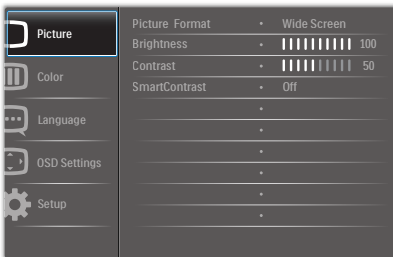 Picture
Color
Language
OSD Settings
Setup
Picture Format • Wide Screen
Brightness • 100
Contrast • 50
SmartContrast • Off
•
•
•
•
•
•